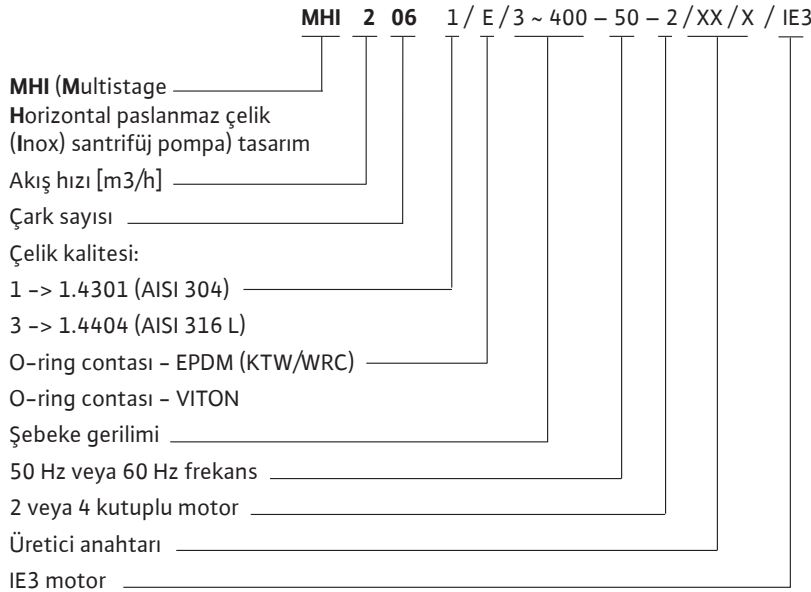 MHI 2 06 1 / E / 3 ~ 400 – 50 – 2 / XX / X / IE3
MHI (Multistage
Horizontal paslanmaz çelik
(Inox) santrifüj pompa) tasarım
Akış hızı [m3/h]
Çark sayısı
Çelik kalitesi:
1 –> 1.4301 (AISI 304)
3 –> 1.4404 (AISI 316 L)
O–ring contası – EPDM (KTW/WRC)
O–ring contası – VITON
Şebeke gerilimi
50 Hz veya 60 Hz frekans
2 veya 4 kutuplu motor
Üretici anahtarı
IE3 motor